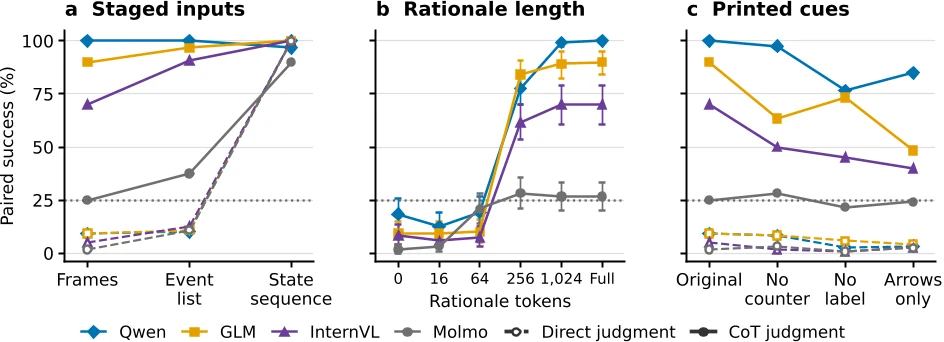 a Staged inputs
Paired success (%)
100
75
50
25
0
Frames
Event
list
State
sequence
b Rationale length
0
16
64
256
1,024
Full
Rationale tokens
c Printed cues
Original
No
counter
No
label
Arrows
only
Qwen
GLM
InternVL
Molmo
Direct judgment
CoT judgment